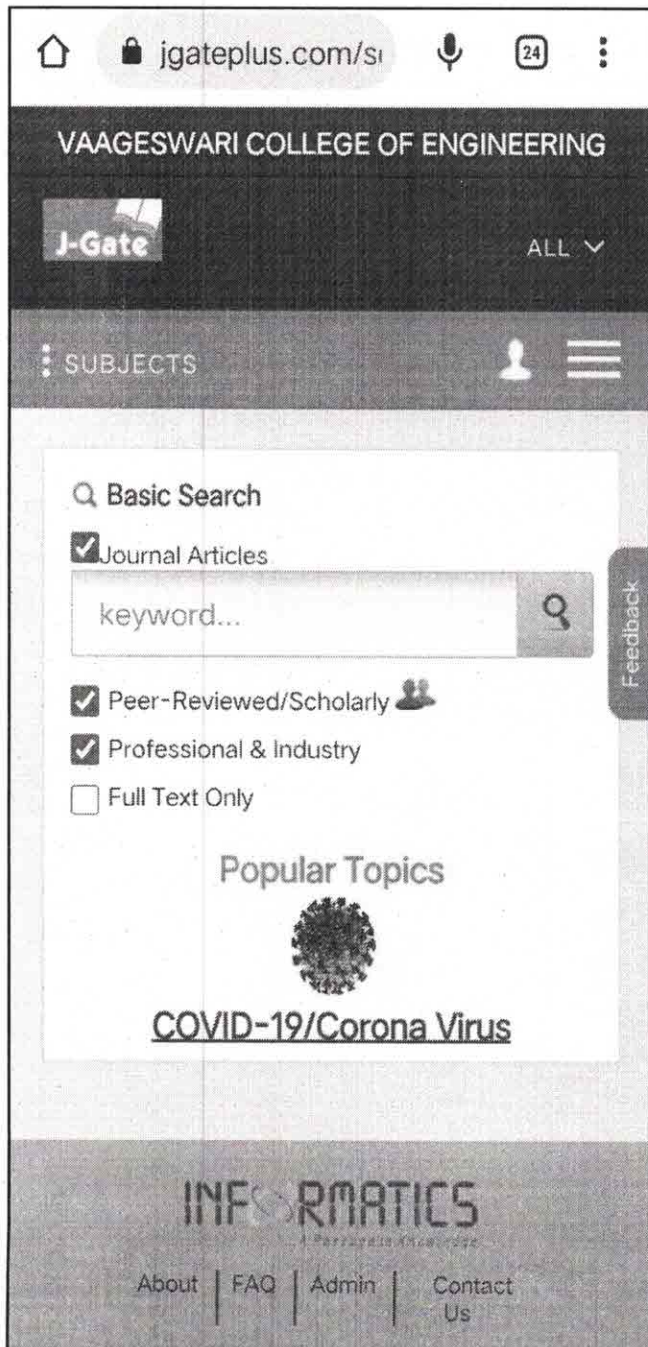 jgateplus.com/s
24
VAAGESWARI COLLEGE OF ENGINEERING
J-Gate
ALL
SUBJECTS
Basic Search
Journal Articles
keyword...
Feedback
Peer-Reviewed/Scholarly
Professional & Industry
Full Text Only
Popular Topics
COVID-19/Corona Virus
INFORMATICS
About | FAQ | Admin | Contact
Us